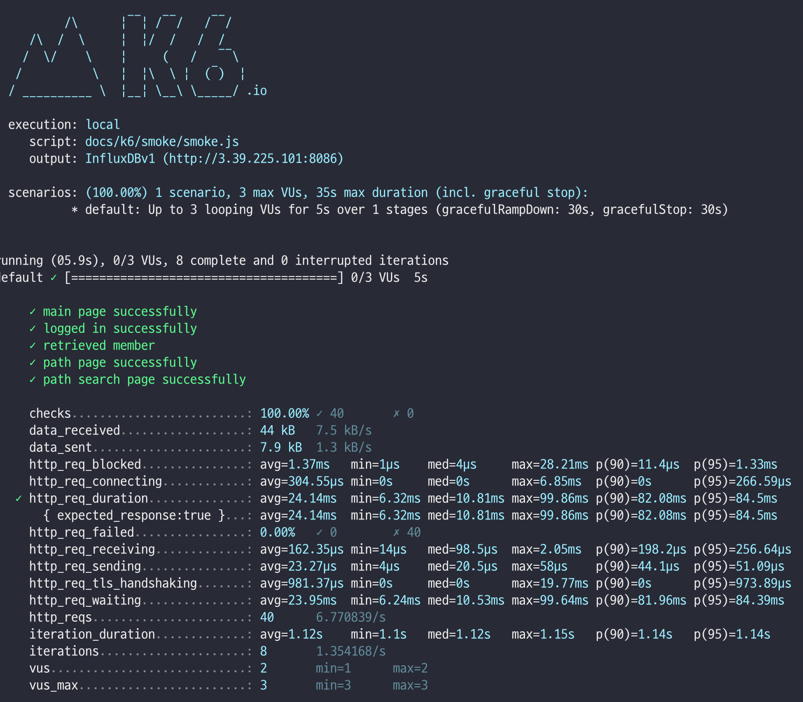 .io
execution: local
script: docs/k6/smoke/smoke.js
output: InfluxDBv1 (http://3.39.225.101:8086)
scenarios: (100.00%) 1 scenario, 3 max VUs, 35s max duration (incl. graceful stop):
* default: Up to 3 looping VUs for 5s over 1 stages (gracefulRampDown: 30s, gracefulStop: 30s)
running (05.9s), 0/3 VUs, 8 complete and 0 interrupted iterations
default ✓ [======================================] 0/3 VUs  5s
✓ main page successfully
✓ logged in successfully
✓ retrieved member
✓ path page successfully
✓ path search page successfully
checks.........................: 100.00% ✓ 40       ✗ 0
data_received..................: 44 kB   7.5 kB/s
data_sent......................: 7.9 kB  1.3 kB/s
http_req_blocked...............: avg=1.37ms   min=1µs    med=4µs     max=28.21ms p(90)=11.4µs  p(95)=1.33ms
http_req_connecting............: avg=304.55µs min=0s     med=0s      max=6.85ms  p(90)=0s      p(95)=266.59µs
✓ http_req_duration..............: avg=24.14ms  min=6.32ms med=10.81ms max=99.86ms p(90)=82.08ms p(95)=84.5ms
{ expected_response:true }...: avg=24.14ms  min=6.32ms med=10.81ms max=99.86ms p(90)=82.08ms p(95)=84.5ms
http_req_failed................: 0.00%   ✓ 0        ✗ 40
http_req_receiving.............: avg=162.35µs min=14µs   med=98.5µs  max=2.05ms  p(90)=198.2µs p(95)=256.64µs
http_req_sending...............: avg=23.27µs  min=4µs    med=20.5µs  max=58µs    p(90)=44.1µs  p(95)=51.09µs
http_req_tls_handshaking.......: avg=981.37µs min=0s     med=0s      max=19.77ms p(90)=0s      p(95)=973.89µs
http_req_waiting...............: avg=23.95ms  min=6.24ms med=10.53ms max=99.64ms p(90)=81.96ms p(95)=84.39ms
http_reqs......................: 40      6.770839/s
iteration_duration.............: avg=1.12s    min=1.1s   med=1.12s   max=1.15s   p(90)=1.14s   p(95)=1.14s
iterations.....................: 8       1.354168/s
vus............................: 2       min=1      max=2
vus_max........................: 3       min=3      max=3